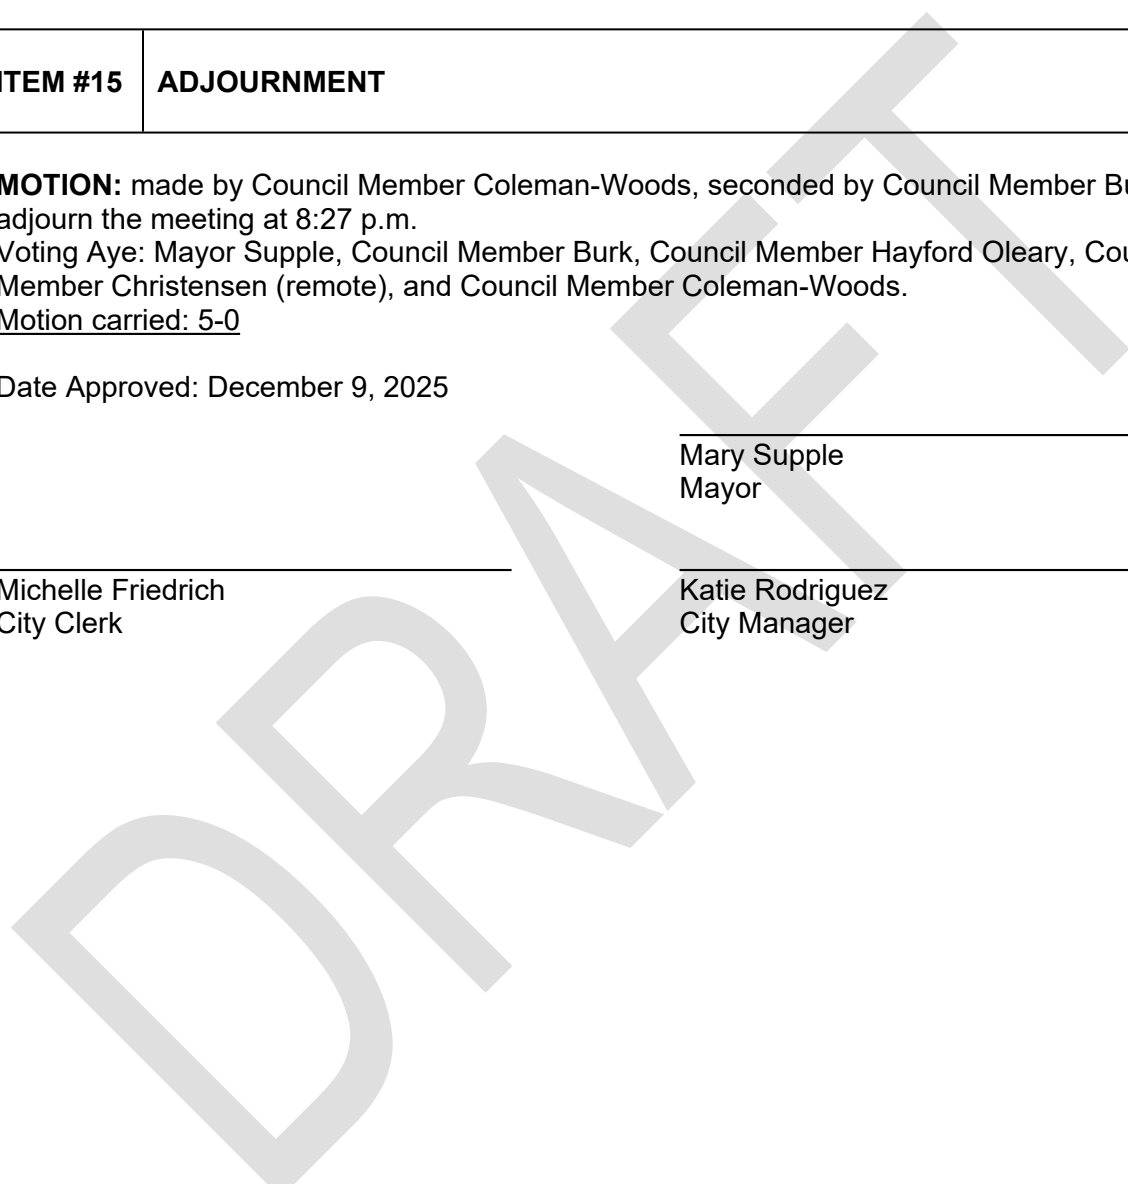 ITEM #15 ADJOURNMENT
MOTION: made by Council Member Coleman-Woods, seconded by Council Member
adjourn the meeting at 8:27 p.m.
Voting Aye: Mayor Supple, Council Member Burk, Council Member Hayford Oleary,
Member Christensen (remote), and Council Member Coleman-Woods.
Motion carried: 5-0
Date Approved: December 9, 2025
Mary Supple
Mayor
Michelle Friedrich Katie Rodriguez
City Clerk City Manager
DRAFT